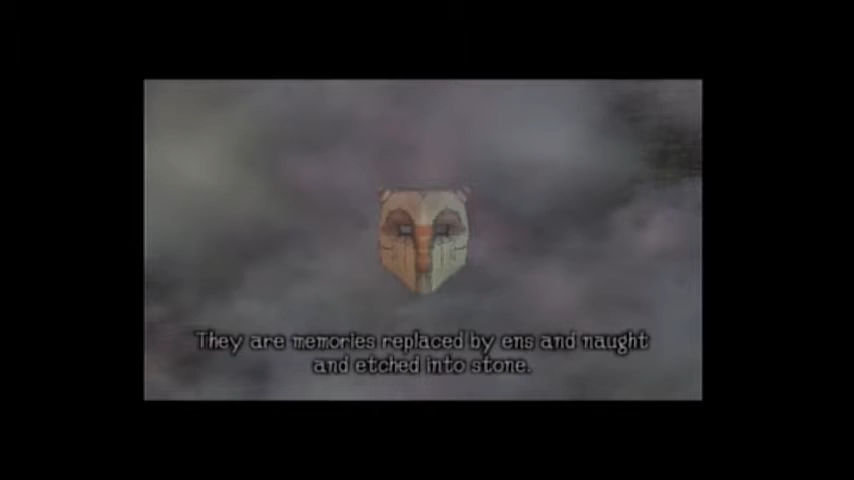 They are memories replaced by ens and naught
and etched into stone.